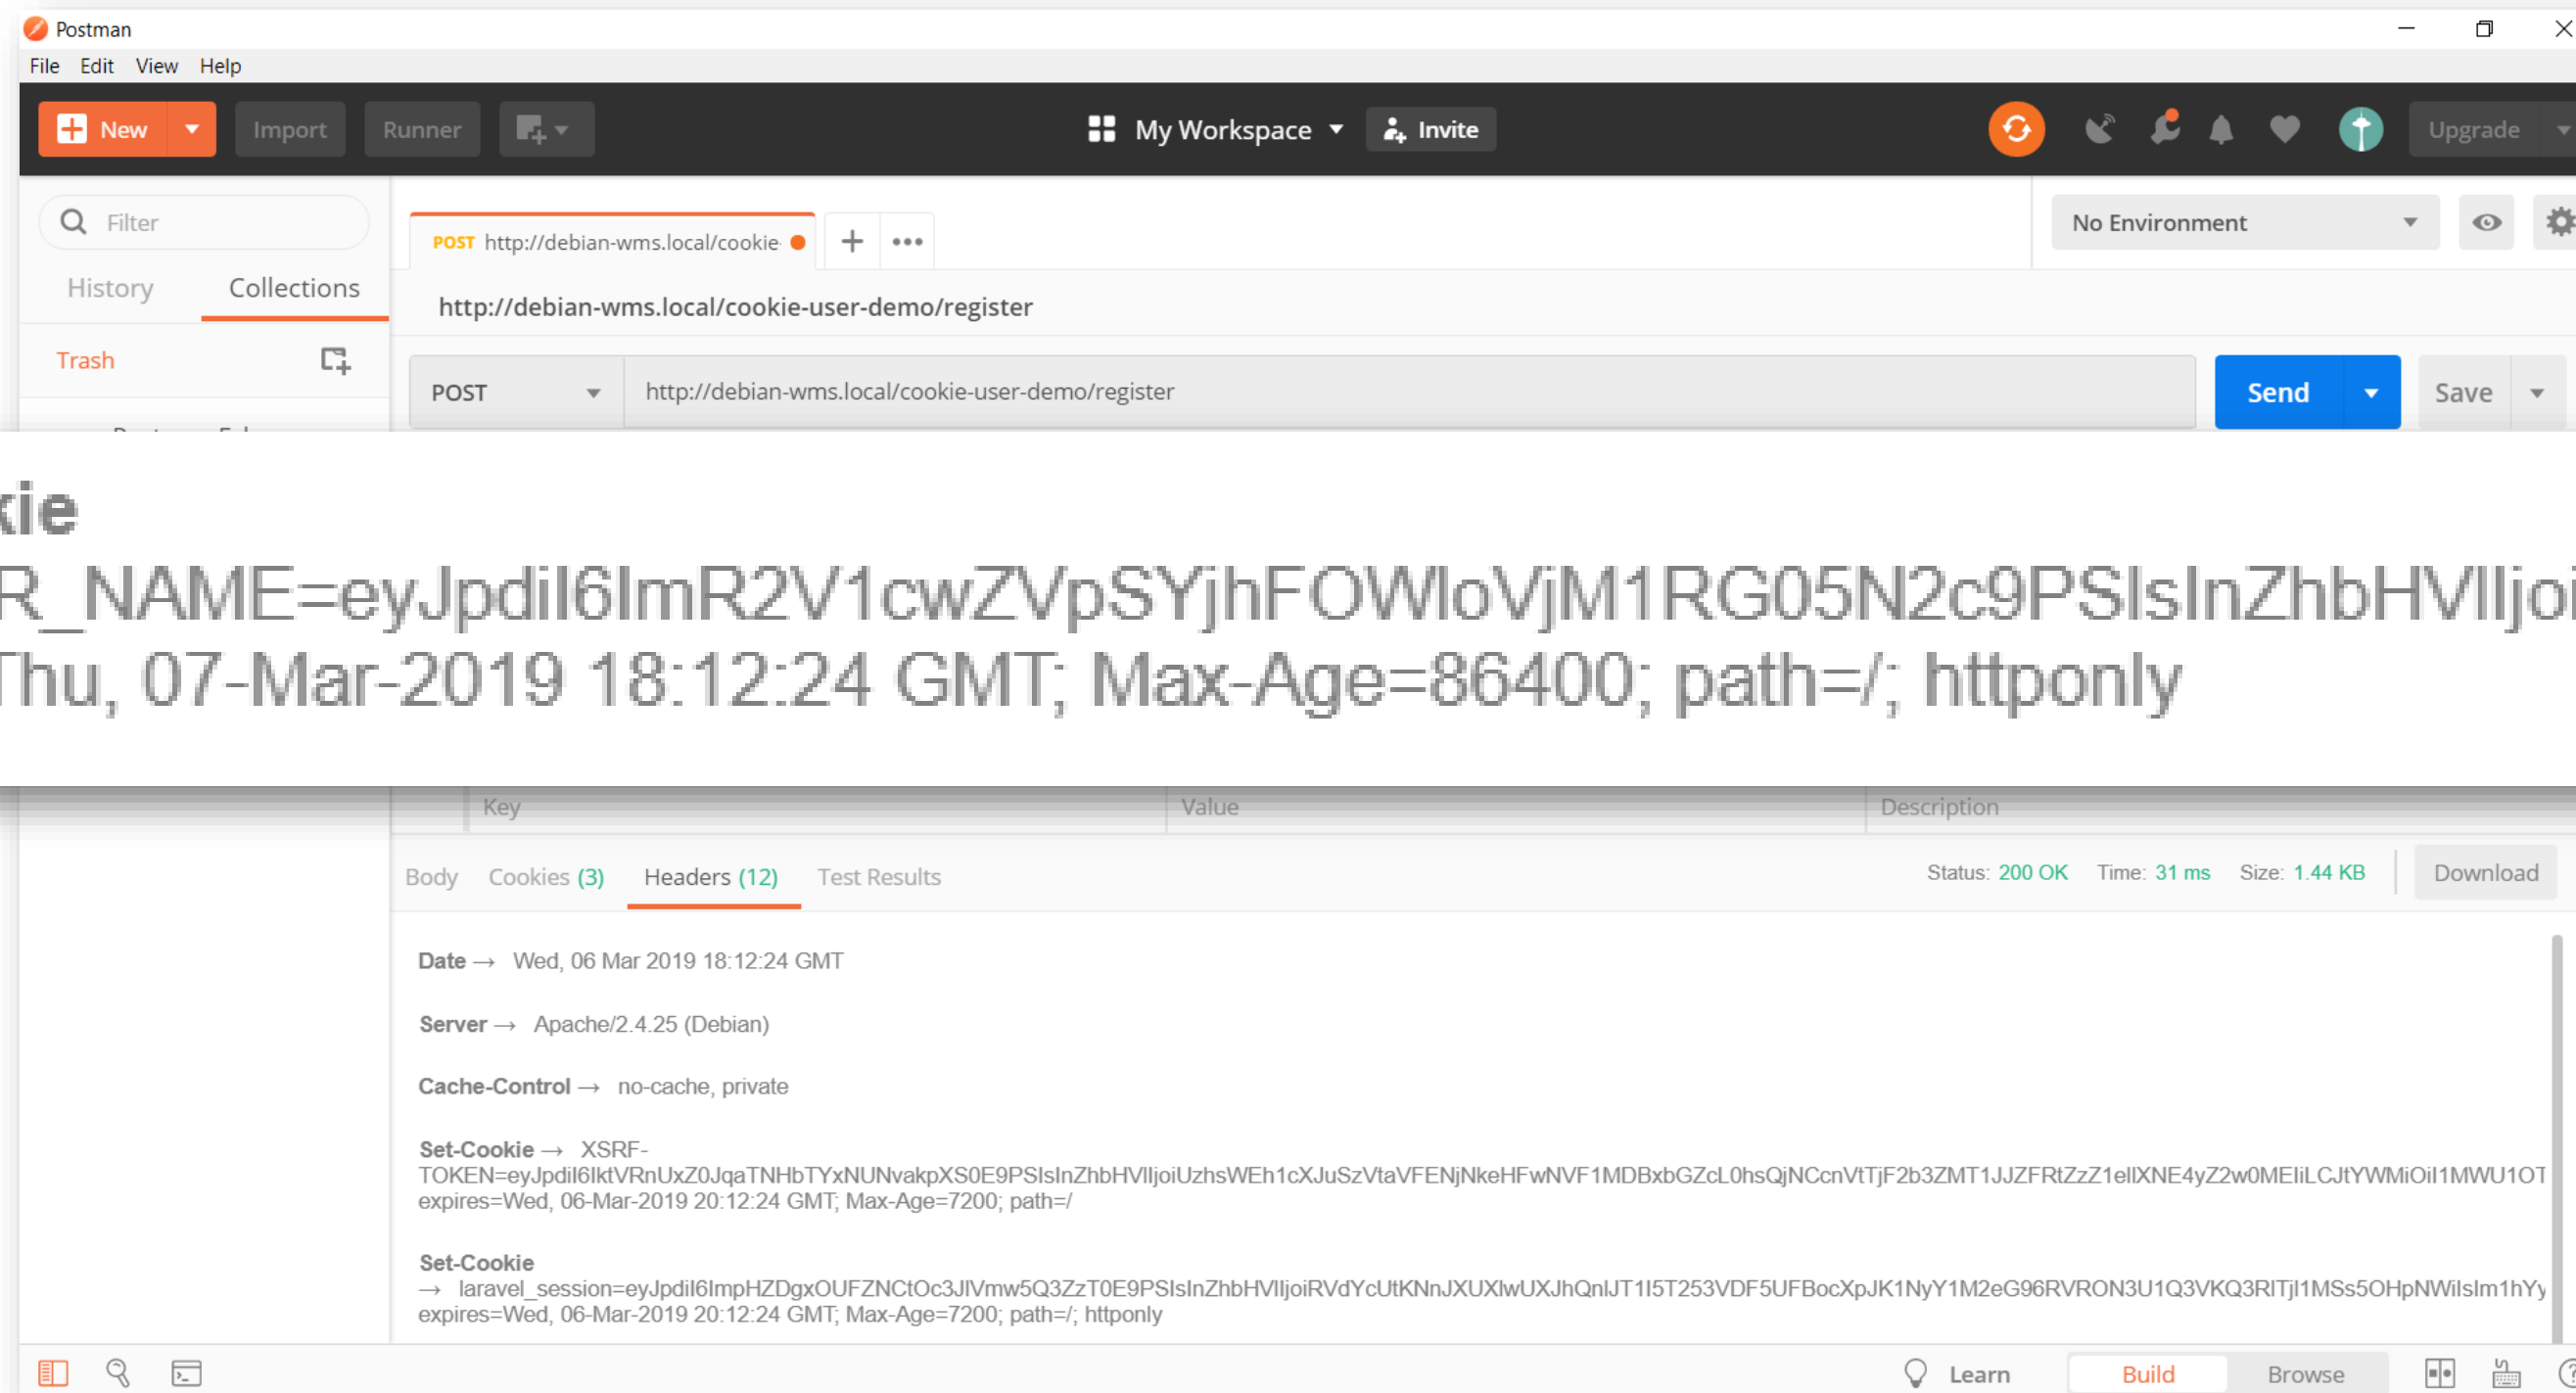 Postman
File Edit View Help
New Import Runner My Workspace Invite Upgrade
Filter
No Environment
POST http://debian-wms.local/cookie-
History Collections
http://debian-wms.local/cookie-user-demo/register
Trash
POST http://debian-wms.local/cookie-user-demo/register Send Save
kie
R_NAME=eyJpdiI6ImR2V1cwZVpSYjhFOWloVjM1RG05N2c9PSIsInZhbHVlIjoi
Thu, 07-Mar-2019 18:12:24 GMT; Max-Age=86400; path=/; httponly
Key Value Description
Body Cookies (3) Headers (12) Test Results Status: 200 OK Time: 31 ms Size: 1.44 KB Download
Date → Wed, 06 Mar 2019 18:12:24 GMT
Server → Apache/2.4.25 (Debian)
Cache-Control → no-cache, private
Set-Cookie → XSRF-
TOKEN=eyJpdiI6IktVRnUxZ0JqaTNHbTYxNUNvakpXS0E9PSIsInZhbHVlIjoiUzhsWEh1cXJuSzVtaVFENjNkeHFwNVF1MDBxbGZcL0hsQjNCcnVtTjF2b3ZMT1JJZFRtZzZ1ellXNE4yZ2w0MEIiLCJtYWMiOiI1MWU1OT
expires=Wed, 06-Mar-2019 20:12:24 GMT; Max-Age=7200; path=/
Set-Cookie
→ laravel_session=eyJpdiI6ImpHZDgxOUFZNCtOc3JlVmw5Q3ZzT0E9PSIsInZhbHVlIjoiRVdYcUtKNnJXUXlwUXJhQnlJT1I5T253VDF5UFBocXpJK1NyY1M2eG96RVRON3U1Q3VKQ3RlTjl1MSs5OHpNWiIsIm1hYy
expires=Wed, 06-Mar-2019 20:12:24 GMT; Max-Age=7200; path=/; httponly
Learn Build Browse